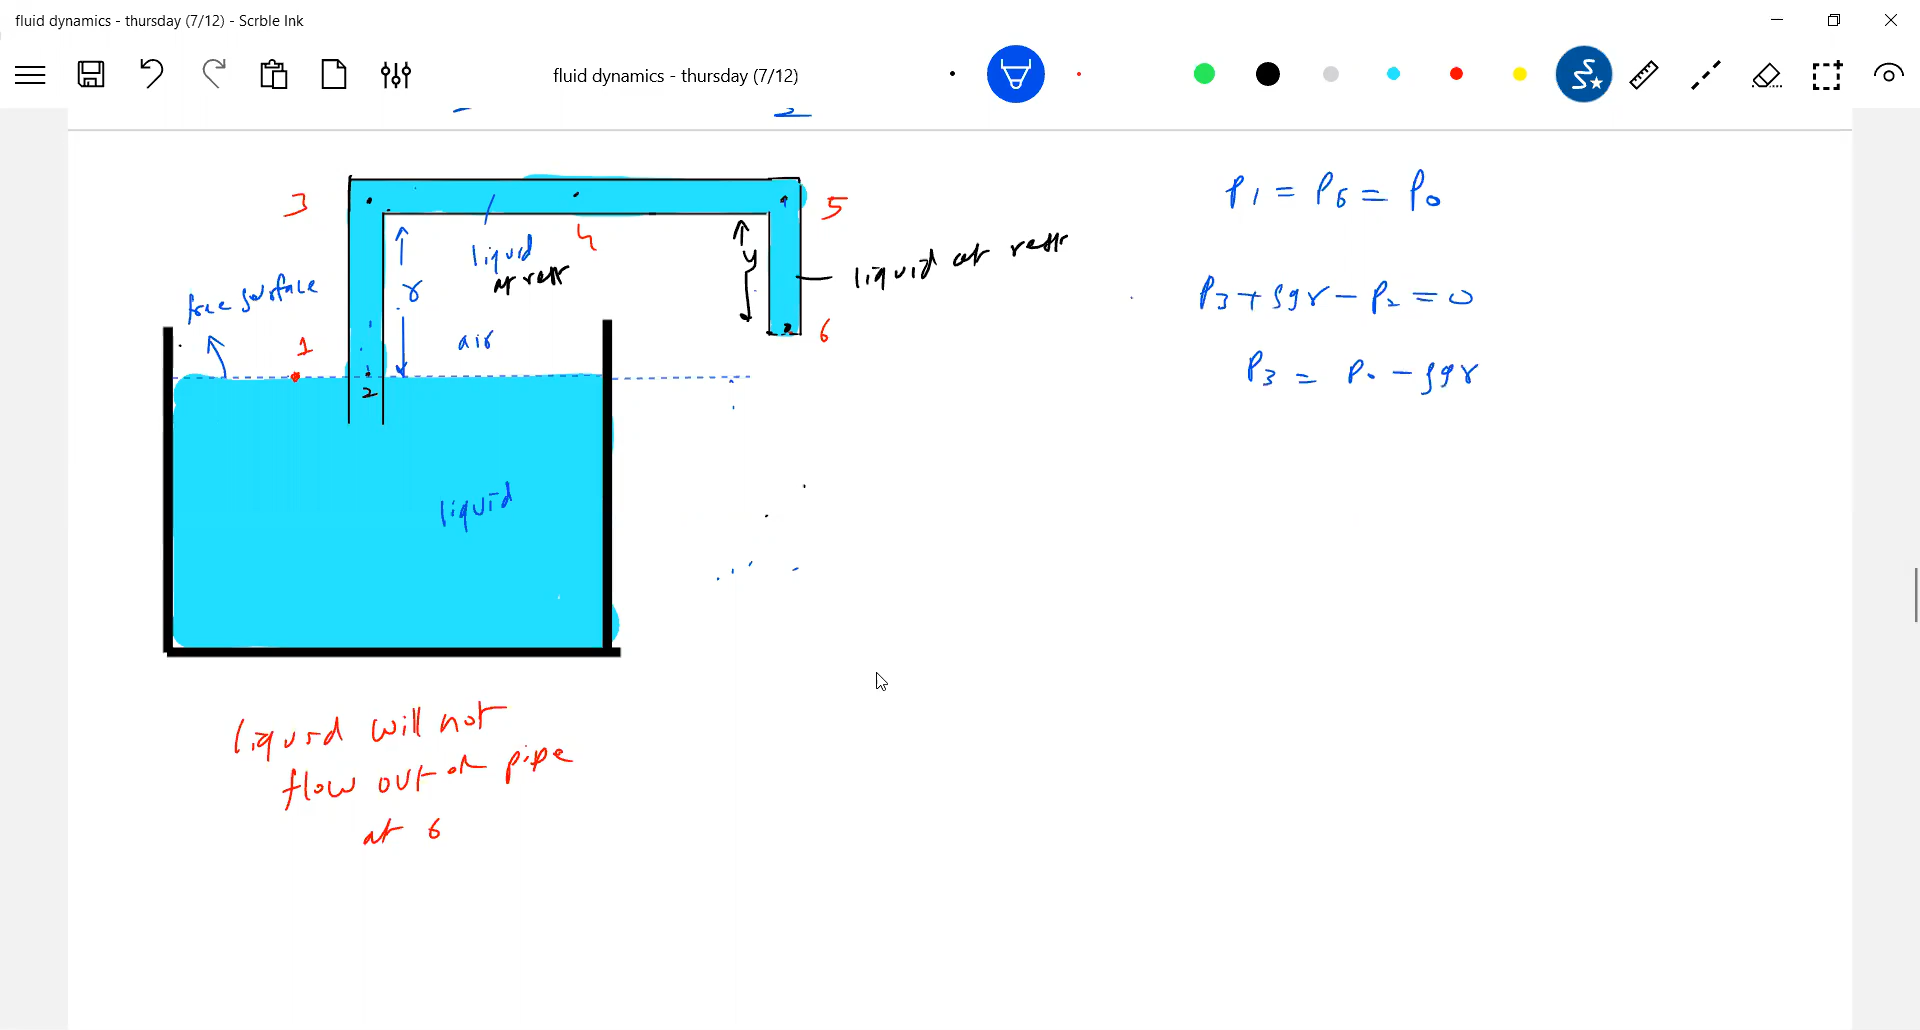 fluid dynamics - thursday (7/12) - Scrble Ink
fluid dynamics - thursday (7/12)
3
5
4
liquid
at rest
liquid at rest
γ
y
free surface
air
1
6
2
liquid
liquid will not
flow out of pipe
at 6
P₁ = P₆ = P₀
P₃ + ρgγ - P₂ = 0
P₃ = P₀ - ρgγ